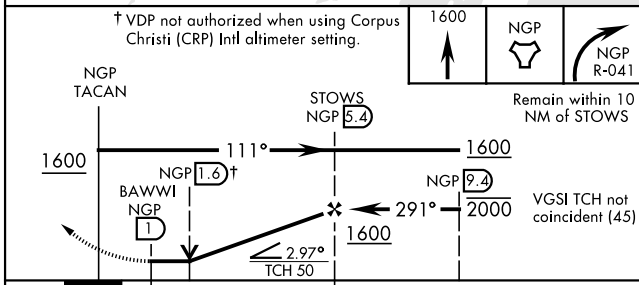 † VDP not authorized when using Corpus
Christi (CRP) Intl altimeter setting.
1600
NGP
NGP
R-041
Remain within 10
NM of STOWS
NGP
TACAN
STOWS
NGP 5.4
1600
111°
1600
NGP 1.6 †
BAWWI
NGP
1
NGP 9.4
291°
2000
VGSI TCH not
coincident (45)
1600
2.97°
TCH 50